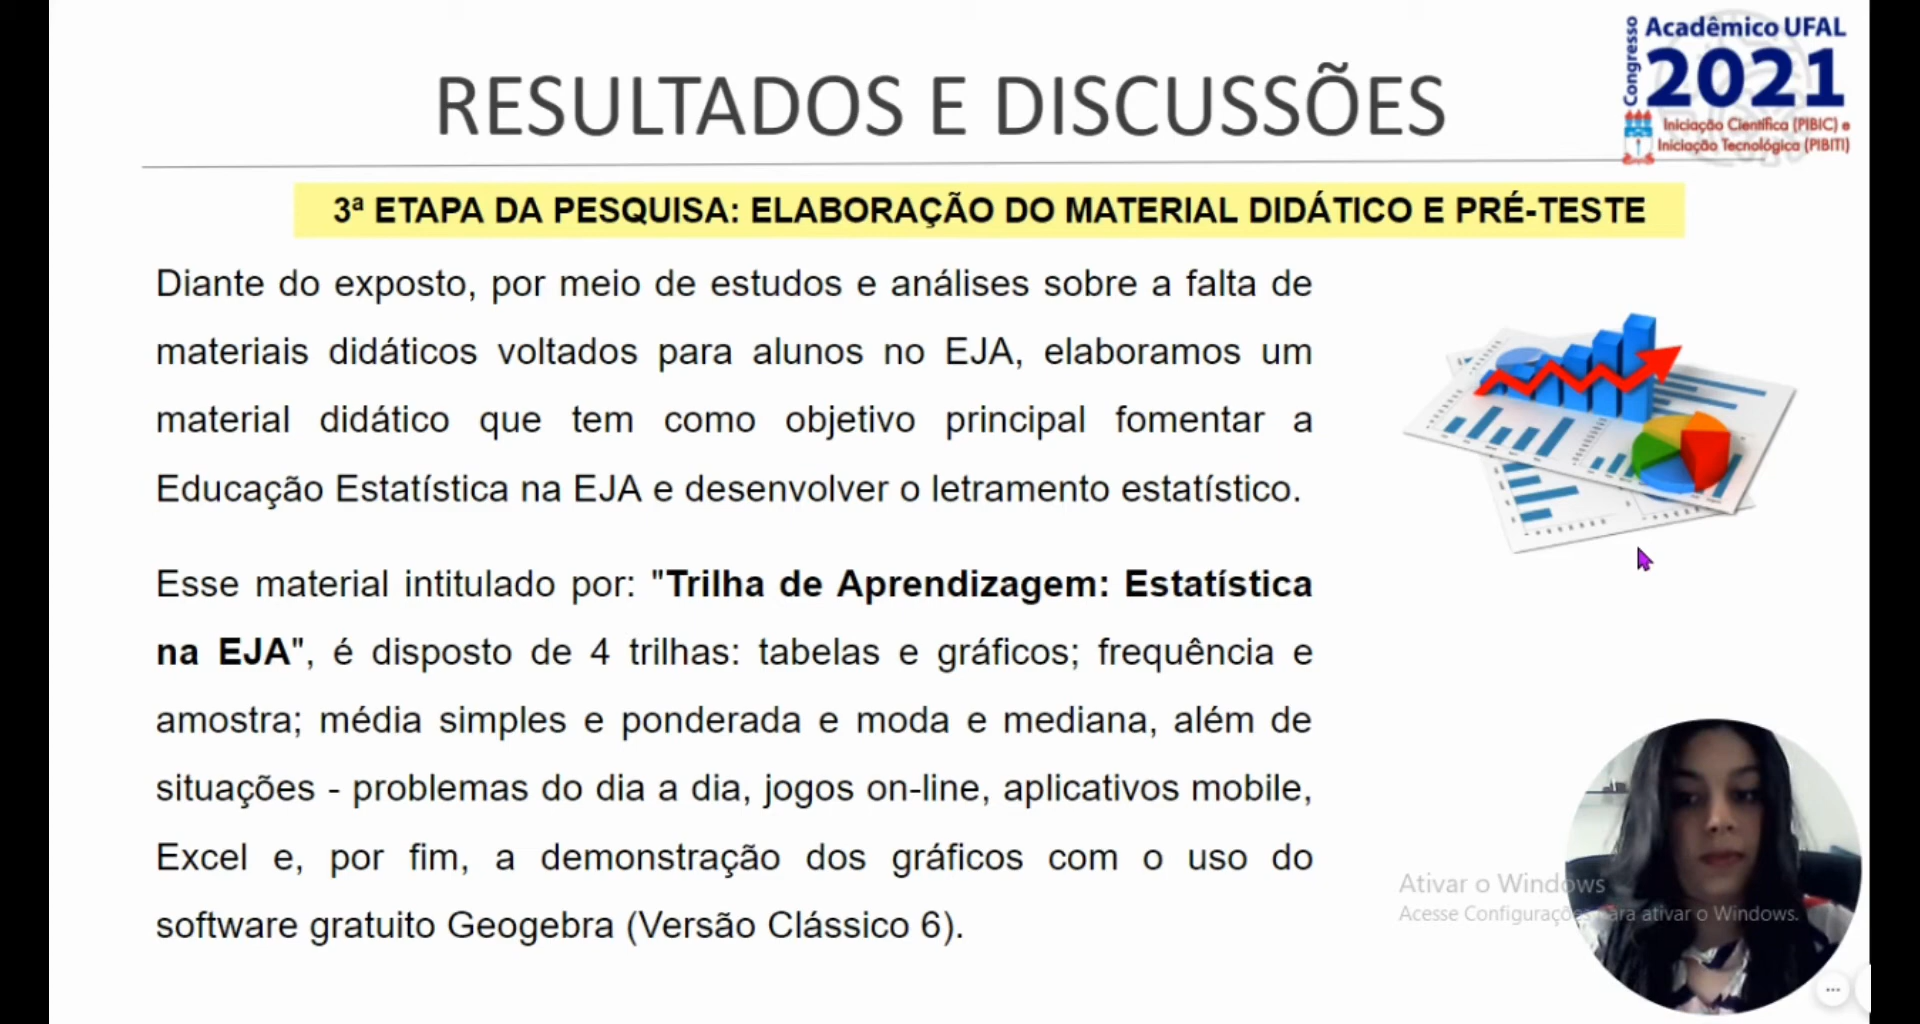 Congresso
Acadêmico UFAL
2021
Iniciação Científica (PIBIC) e
Iniciação Tecnológica (PIBITI)
RESULTADOS E DISCUSSÕES
3ª ETAPA DA PESQUISA: ELABORAÇÃO DO MATERIAL DIDÁTICO E PRÉ-TESTE
Diante do exposto, por meio de estudos e análises sobre a falta de
materiais didáticos voltados para alunos no EJA, elaboramos um
material didático que tem como objetivo principal fomentar a
Educação Estatística na EJA e desenvolver o letramento estatístico.
Esse material intitulado por: "Trilha de Aprendizagem: Estatística
na EJA", é disposto de 4 trilhas: tabelas e gráficos; frequência e
amostra; média simples e ponderada e moda e mediana, além de
situações - problemas do dia a dia, jogos on-line, aplicativos mobile,
Excel e, por fim, a demonstração dos gráficos com o uso do
software gratuito Geogebra (Versão Clássico 6).
Ativar o Windows
Acesse Configurações para ativar o Windows.